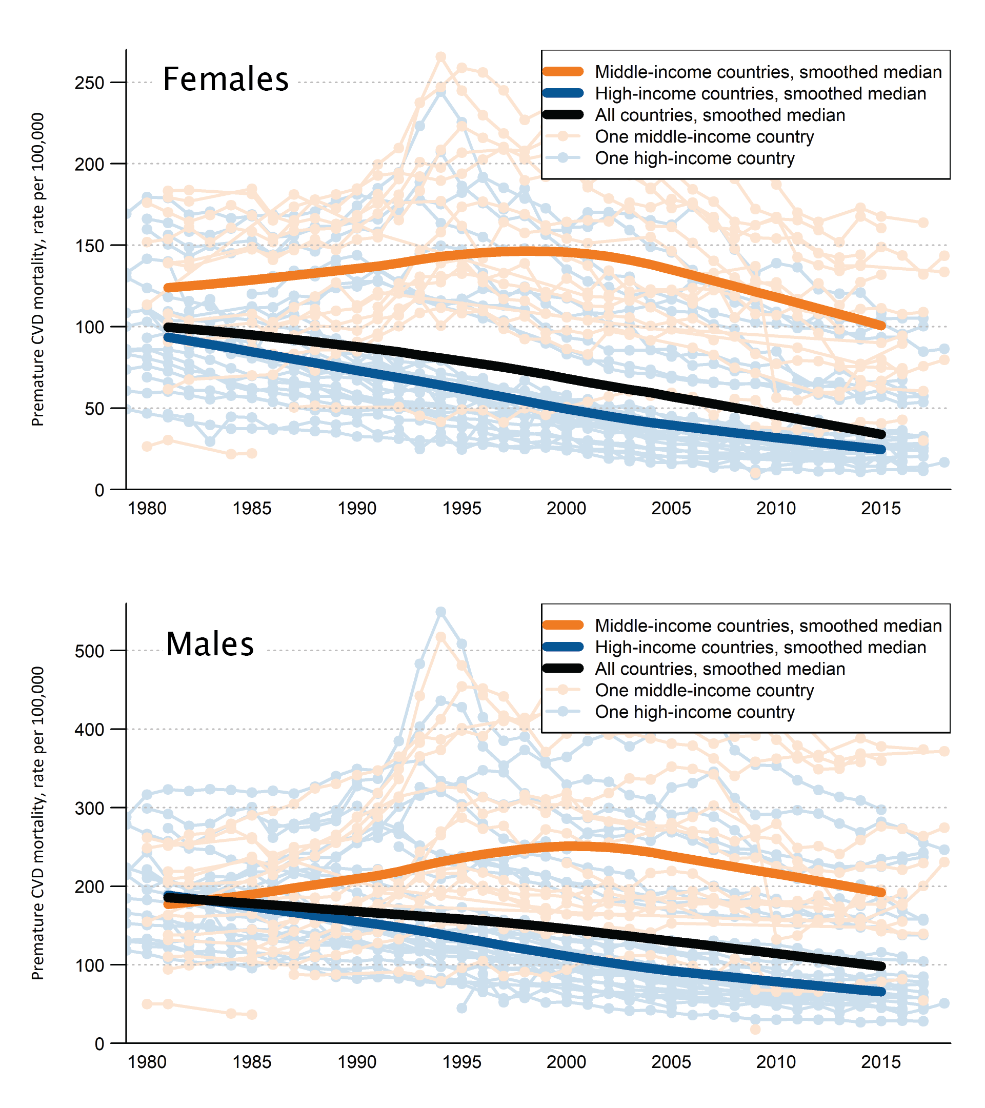 Females
Premature CVD mortality, rate per 100,000
250
200
150
100
50
0
Middle-income countries, smoothed median
High-income countries, smoothed median
All countries, smoothed median
One middle-income country
One high-income country
1980 1985 1990 1995 2000 2005 2010 2015
Males
Premature CVD mortality, rate per 100,000
500
400
300
200
100
0
Middle-income countries, smoothed median
High-income countries, smoothed median
All countries, smoothed median
One middle-income country
One high-income country
1980 1985 1990 1995 2000 2005 2010 2015